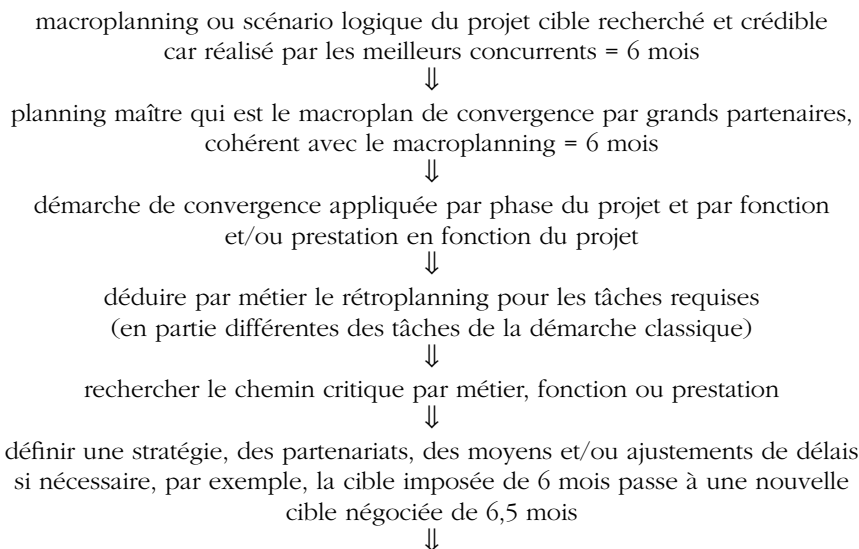 macroplanning ou scénario logique du projet cible recherché et crédible
car réalisé par les meilleurs concurrents = 6 mois
⇓
planning maître qui est le macroplan de convergence par grands partenaires,
cohérent avec le macroplanning = 6 mois
⇓
démarche de convergence appliquée par phase du projet et par fonction
et/ou prestation en fonction du projet
⇓
déduire par métier le rétroplanning pour les tâches requises
(en partie différentes des tâches de la démarche classique)
⇓
rechercher le chemin critique par métier, fonction ou prestation
⇓
définir une stratégie, des partenariats, des moyens et/ou ajustements de délais
si nécessaire, par exemple, la cible imposée de 6 mois passe à une nouvelle
cible négociée de 6,5 mois
⇓